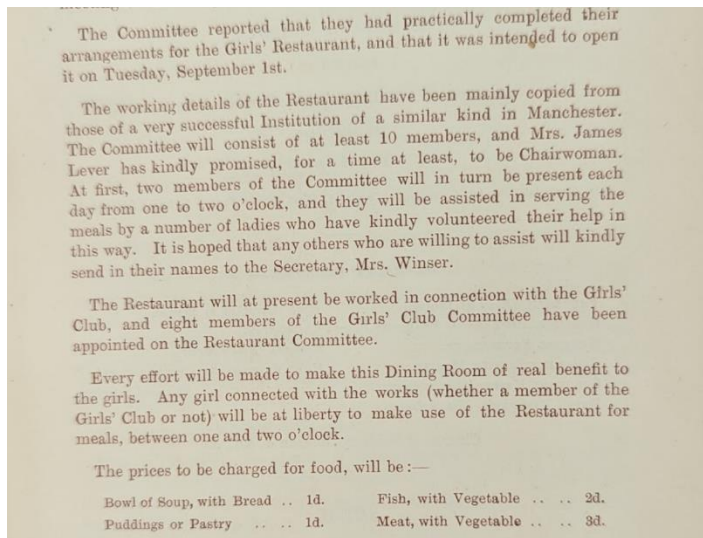 The Committee reported that they had practically completed their
arrangements for the Girls' Restaurant, and that it was intended to open
it on Tuesday, September 1st.
The working details of the Restaurant have been mainly copied from
those of a very successful Institution of a similar kind in Manchester.
The Committee will consist of at least 10 members, and Mrs. James
Lever has kindly promised, for a time at least, to be Chairwoman.
At first, two members of the Committee will in turn be present each
day from one to two o'clock, and they will be assisted in serving the
meals by a number of ladies who have kindly volunteered their help in
this way. It is hoped that any others who are willing to assist will kindly
send in their names to the Secretary, Mrs. Winser.
The Restaurant will at present be worked in connection with the Girls'
Club, and eight members of the Girls' Club Committee have been
appointed on the Restaurant Committee.
Every effort will be made to make this Dining Room of real benefit to
the girls. Any girl connected with the works (whether a member of the
Girls' Club or not) will be at liberty to make use of the Restaurant for
meals, between one and two o'clock.
The prices to be charged for food, will be :—
Bowl of Soup, with Bread .. 1d. Fish, with Vegetable .. .. 2d.
Puddings or Pastry .. .. 1d. Meat, with Vegetable .. .. 3d.